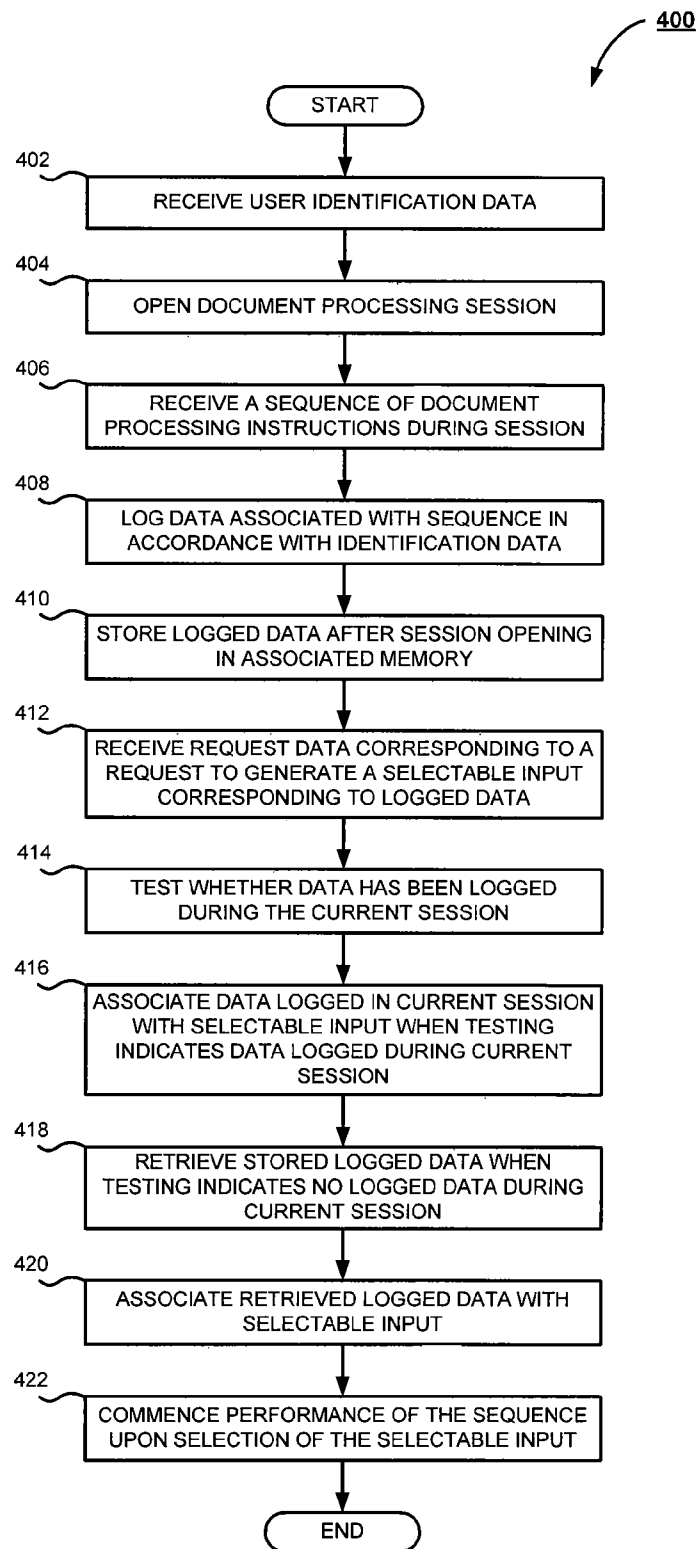 400
START
402
RECEIVE USER IDENTIFICATION DATA
404
OPEN DOCUMENT PROCESSING SESSION
406
RECEIVE A SEQUENCE OF DOCUMENT
PROCESSING INSTRUCTIONS DURING SESSION
408
LOG DATA ASSOCIATED WITH SEQUENCE IN
ACCORDANCE WITH IDENTIFICATION DATA
410
STORE LOGGED DATA AFTER SESSION OPENING
IN ASSOCIATED MEMORY
412
RECEIVE REQUEST DATA CORRESPONDING TO A
REQUEST TO GENERATE A SELECTABLE INPUT
CORRESPONDING TO LOGGED DATA
414
TEST WHETHER DATA HAS BEEN LOGGED
DURING THE CURRENT SESSION
416
ASSOCIATE DATA LOGGED IN CURRENT SESSION
WITH SELECTABLE INPUT WHEN TESTING
INDICATES DATA LOGGED DURING CURRENT
SESSION
418
RETRIEVE STORED LOGGED DATA WHEN
TESTING INDICATES NO LOGGED DATA DURING
CURRENT SESSION
420
ASSOCIATE RETRIEVED LOGGED DATA WITH
SELECTABLE INPUT
422
COMMENCE PERFORMANCE OF THE SEQUENCE
UPON SELECTION OF THE SELECTABLE INPUT
END